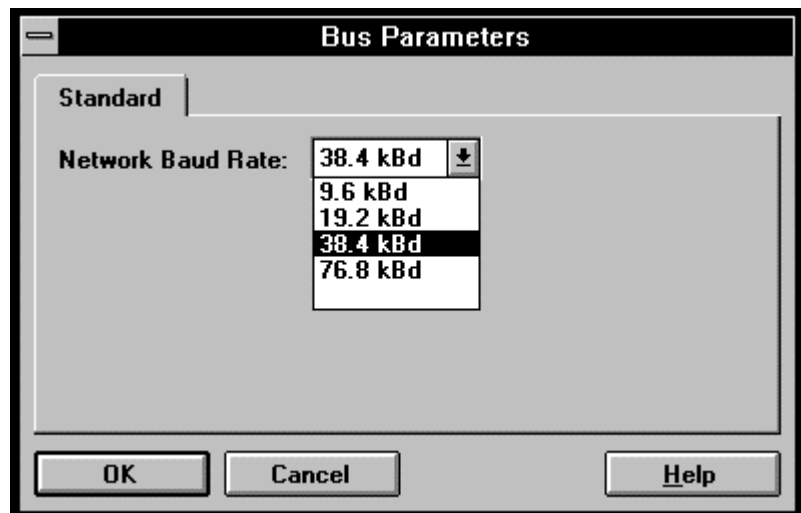 Bus Parameters
Standard
Network Baud Rate: 38.4 kBd
9.6 kBd
19.2 kBd
38.4 kBd
76.8 kBd
OK Cancel Help